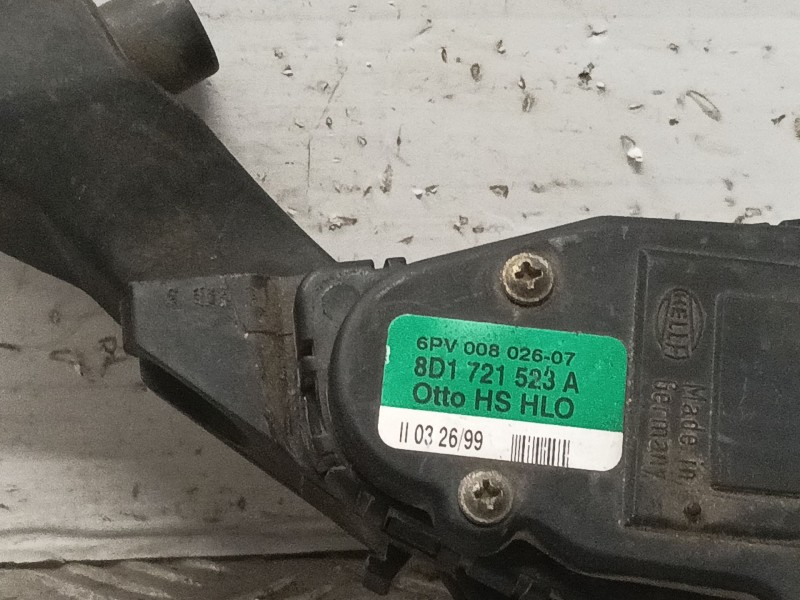 6PV 008 026-07
8D1 721 523 A
Otto HS HLO
II 03 26/99
HELLA
Made in
Germany